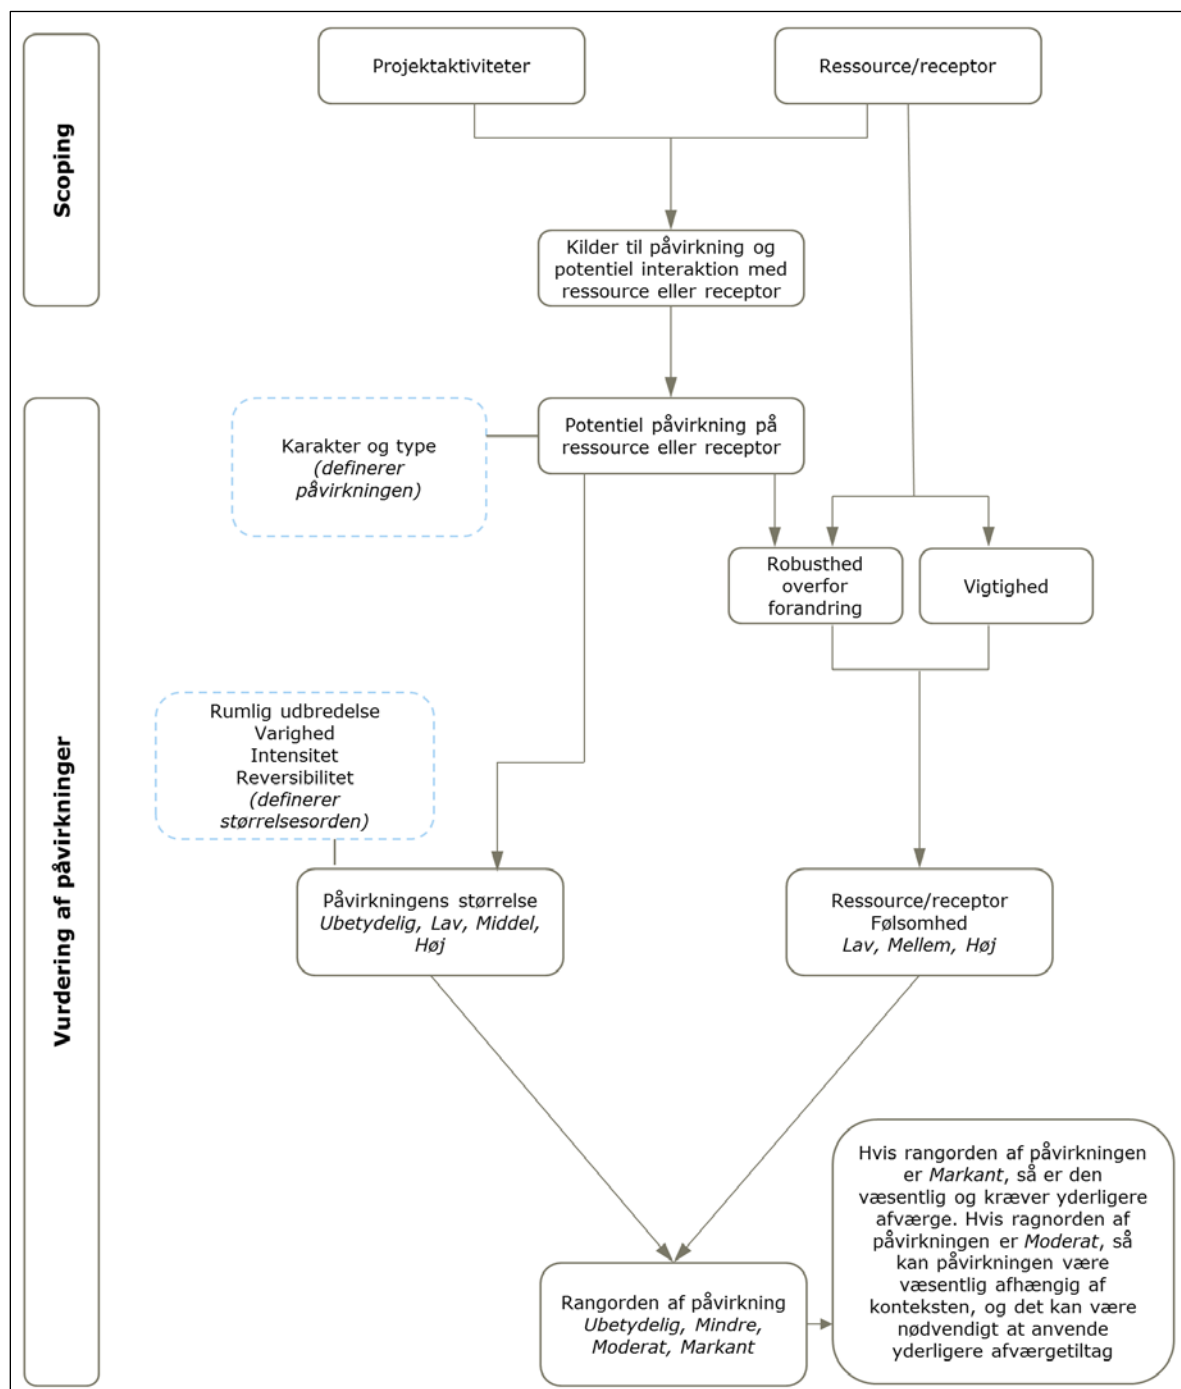 Scoping
Projektaktiviteter
Ressource/receptor
Kilder til påvirkning og
potentiel interaktion med
ressource eller receptor
Vurdering af påvirkninger
Karakter og type
(definerer
påvirkningen)
Potentiel påvirkning på
ressource eller receptor
Robusthed
overfor
forandring
Vigtighed
Rumlig udbredelse
Varighed
Intensitet
Reversibilitet
(definerer
størrelsesorden)
Påvirkningens størrelse
Ubetydelig, Lav, Middel,
Høj
Ressource/receptor
Følsomhed
Lav, Mellem, Høj
Rangorden af påvirkning
Ubetydelig, Mindre,
Moderat, Markant
Hvis rangorden af påvirkningen
er Markant, så er den
væsentlig og kræver yderligere
afværge. Hvis ragnorden af
påvirkningen er Moderat, så
kan påvirkningen være
væsentlig afhængig af
konteksten, og det kan være
nødvendigt at anvende
yderligere afværgetiltag